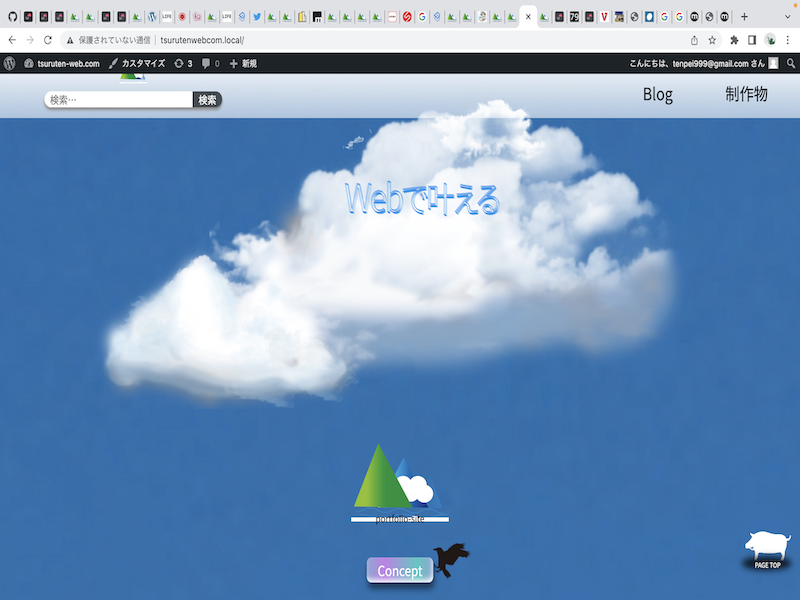 保護されていない通信 | tsurutenwebcom.local/
tsuruten-web.com カスタマイズ 3 0 新規 こんにちは、tenpei999@gmail.com さん
検索… 検索 Blog 制作物
Webで叶える
portfolio-Site
Concept
PAGE TOP